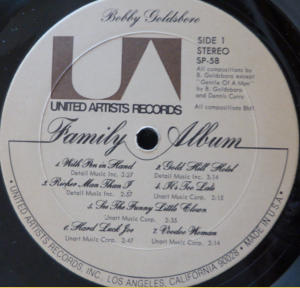 Bobby Goldsboro
SIDE 1
STEREO
SP-58
All compositions by
B. Goldsboro except
"Gentle Of A Man"
by B. Goldsboro
and Dennis Corry
All compositions BMI
UA
UNITED ARTISTS RECORDS
Family Album
1. With Pen in Hand
Detail Music Inc. 3:27
2. Gold Hill Hotel
Detail Music Inc. 3:14
3. Richer Man Than I
Detail Music Inc. 2:57
4. It's Too Late
Unart Music Corp. 2:15
5. See The Funny Little Clown
Unart Music Corp. 2:35
6. Hard Luck Joe
Unart Music Corp. 2:47
7. Voodoo Woman
Unart Music Corp. 2:14
• UNITED ARTISTS RECORDS, INC., LOS ANGELES, CALIFORNIA 90028 • MADE IN U.S.A. •